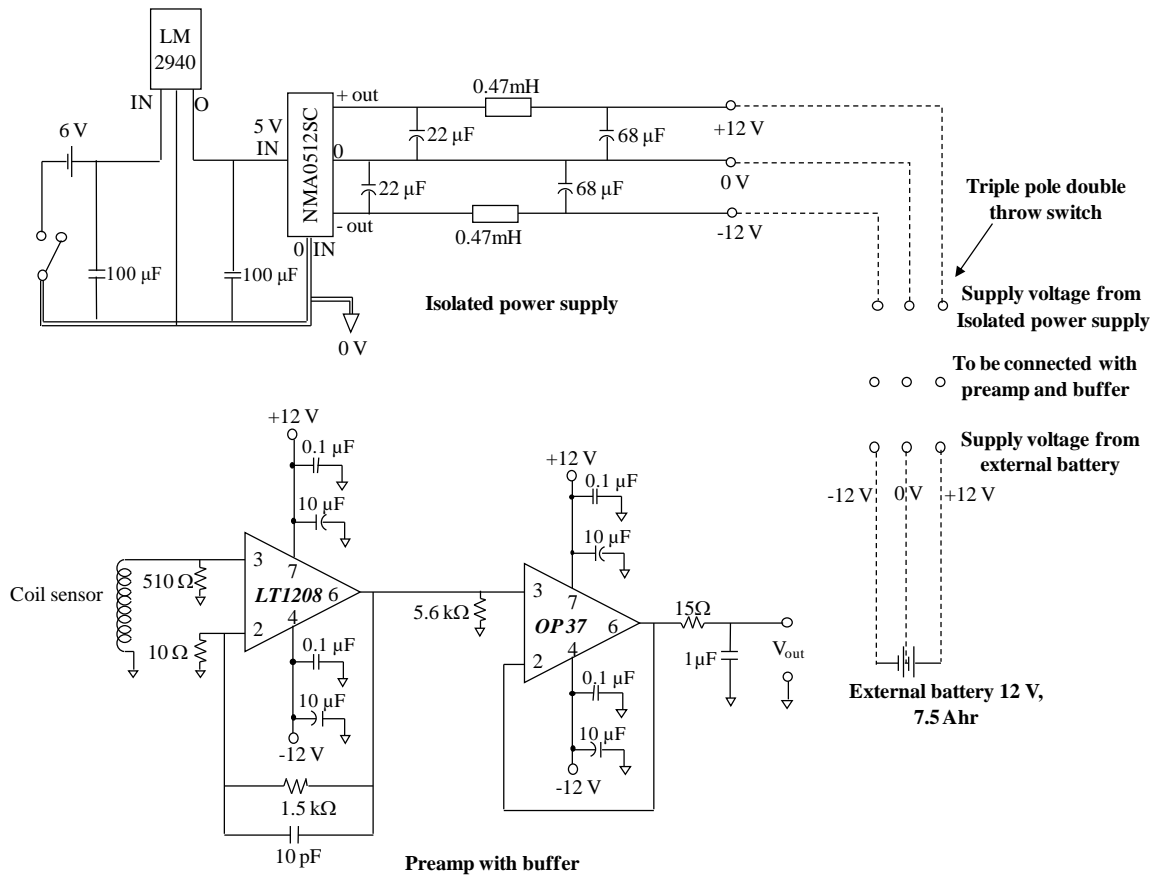 LM
2940
IN
O
6 V
5 V
IN
NMA0512SC
+ out
0
- out
0 IN
0.47mH
22 µF
68 µF
22 µF
68 µF
0.47mH
+12 V
0 V
-12 V
100 µF
100 µF
0 V
Isolated power supply
Triple pole double
throw switch
Supply voltage from
Isolated power supply
To be connected with
preamp and buffer
Supply voltage from
external battery
-12 V
0 V
+12 V
External battery 12 V,
7.5 Ahr
+12 V
0.1 µF
10 µF
Coil sensor
510 Ω
10 Ω
3
7
LT1208
6
4
2
0.1 µF
10 µF
-12 V
1.5 kΩ
10 pF
5.6 kΩ
+12 V
0.1 µF
10 µF
3
7
OP 37
6
4
2
0.1 µF
10 µF
-12 V
15Ω
1µF
Vout
Preamp with buffer